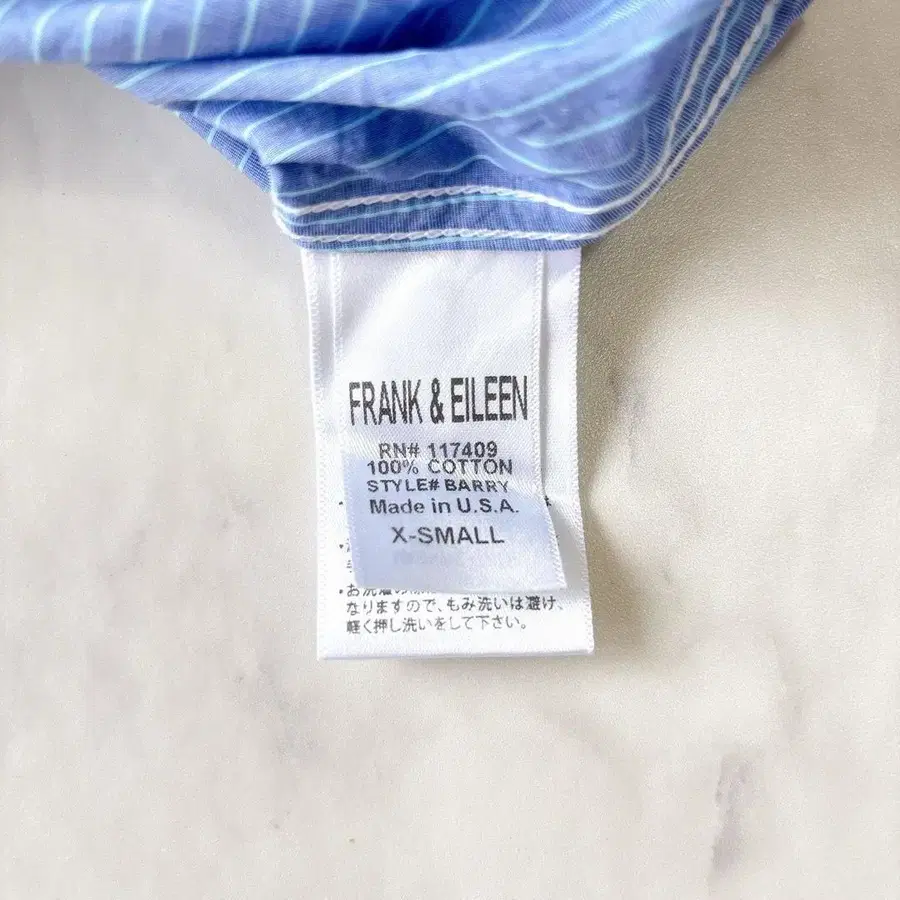 FRANK & EILEEN
RN# 117409
100% COTTON
STYLE# BARRY
Made in U.S.A.
X-SMALL
なりますので、もみ洗いは避け、
軽く押し洗いをして下さい。